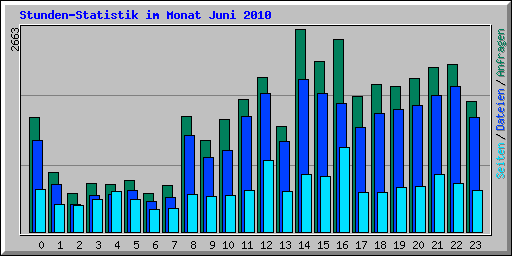 Stunden-Statistik im Monat Juni 2010
2663
Seiten/Dateien/Anfragen
0 1 2 3 4 5 6 7 8 9 10 11 12 13 14 15 16 17 18 19 20 21 22 23